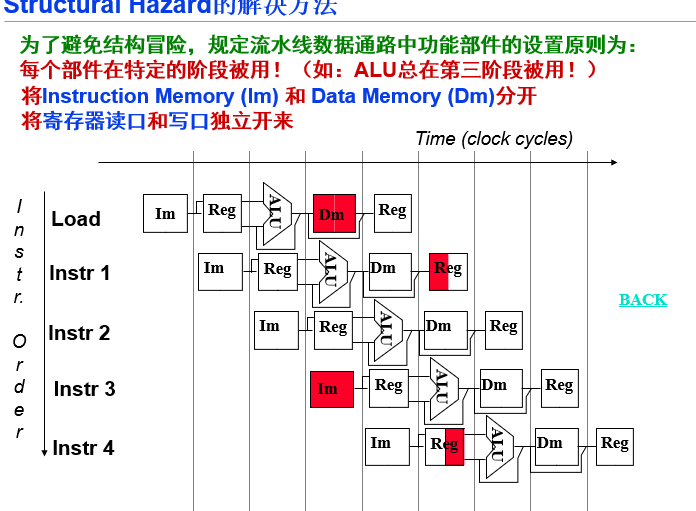 Structural Hazard的解决方法
为了避免结构冒险，规定流水线数据通路中功能部件的设置原则为：
每个部件在特定的阶段被用！（如：ALU总在第三阶段被用！）
将Instruction Memory (Im) 和 Data Memory (Dm)分开
将寄存器读口和写口独立开来
Time (clock cycles)
Instr. Order
Load Im Reg ALU Dm Reg
Instr 1 Im Reg ALU Dm Reg
Instr 2 Im Reg ALU Dm Reg
BACK
Instr 3 Im Reg ALU Dm Reg
Instr 4 Im Reg ALU Dm Reg